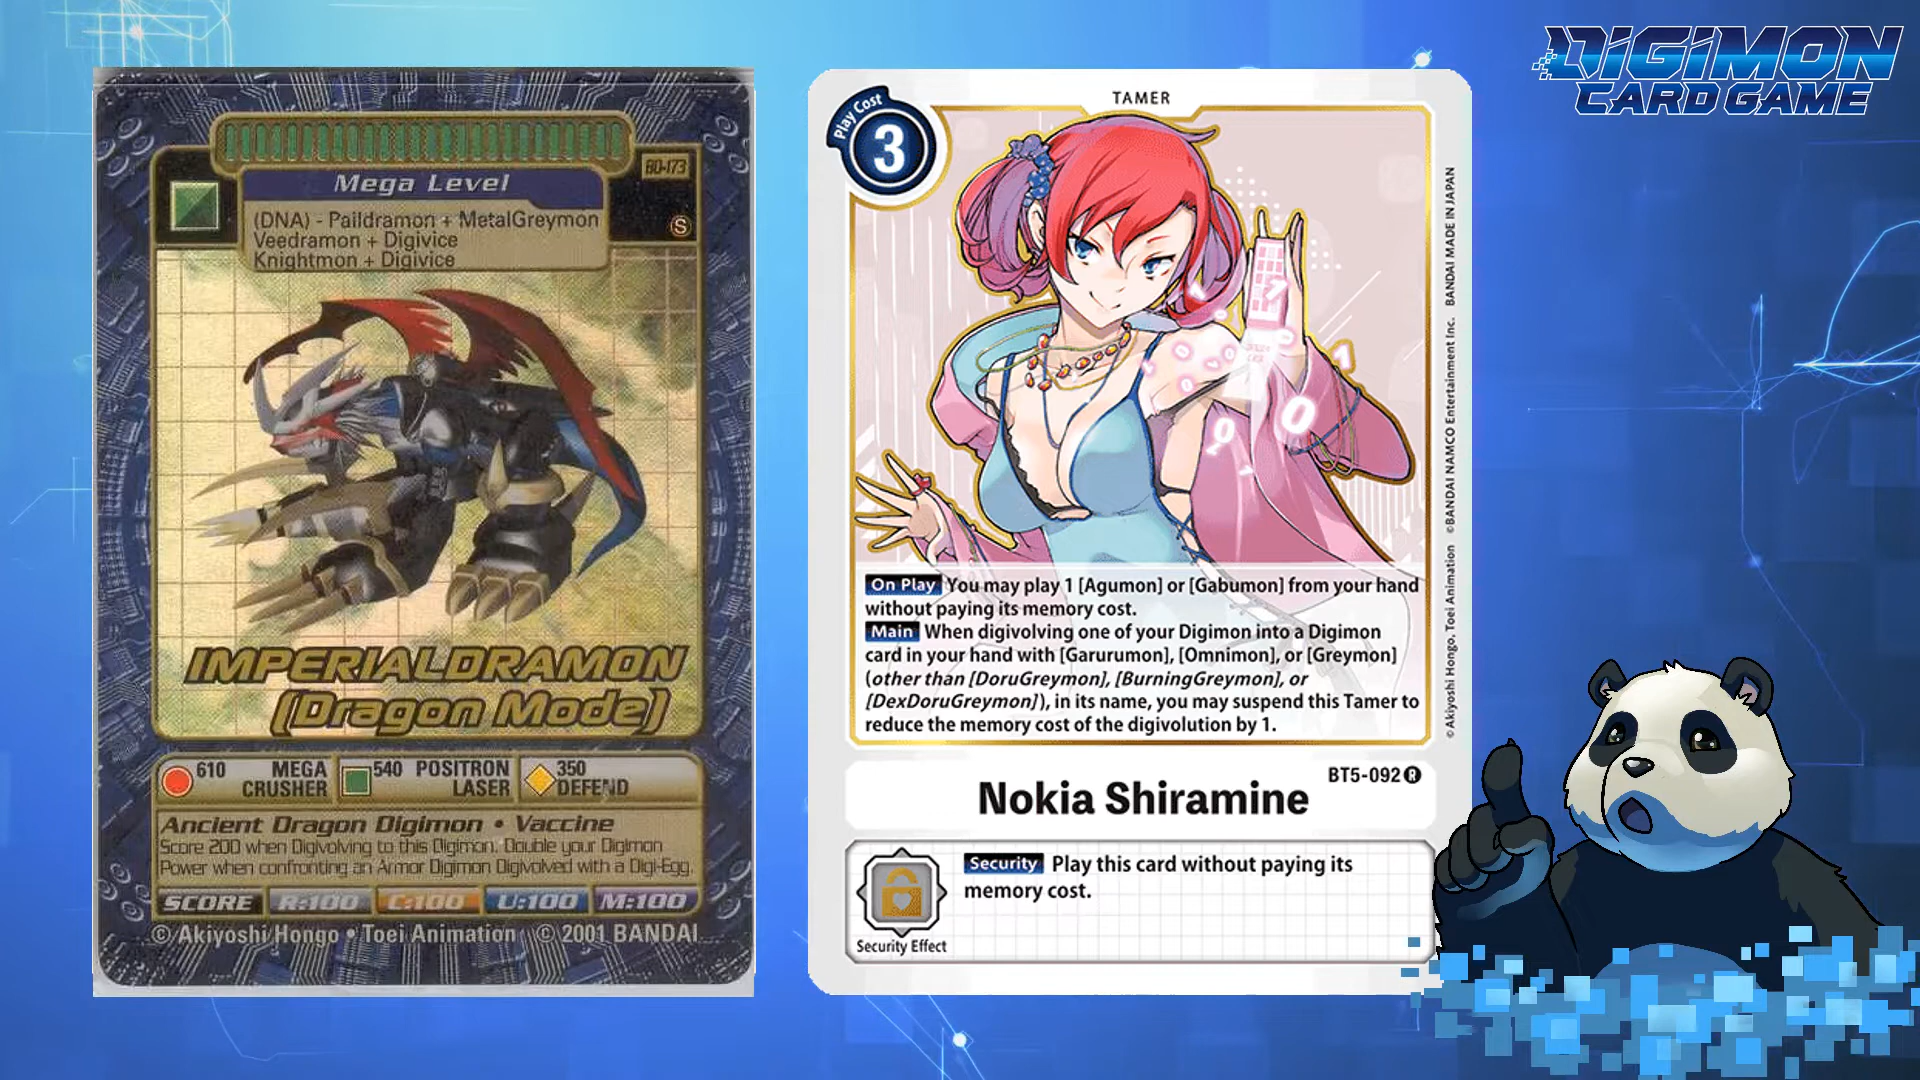 BO-173
Mega Level
S
(DNA) - Paildramon + MetalGreymon
Veedramon + Digivice
Knightmon + Digivice
IMPERIALDRAMON
(Dragon Mode)
610 MEGA CRUSHER
540 POSITRON LASER
350 DEFEND
Ancient Dragon Digimon • Vaccine
Score 200 when Digivolving to this Digimon. Double your Digimon
Power when confronting an Armor Digimon Digivolved with a Digi-Egg.
SCORE R:100 C:100 U:100 M:100
© Akiyoshi Hongo • Toei Animation © 2001 BANDAI
TAMER
Play Cost
3
On Play You may play 1 [Agumon] or [Gabumon] from your hand
without paying its memory cost.
Main When digivolving one of your Digimon into a Digimon
card in your hand with [Garurumon], [Omnimon], or [Greymon]
(other than [DoruGreymon], [BurningGreymon], or
[DexDoruGreymon]), in its name, you may suspend this Tamer to
reduce the memory cost of the digivolution by 1.
©Akiyoshi Hongo, Toei Animation ©BANDAI NAMCO Entertainment Inc. BANDAI MADE IN JAPAN
BT5-092 R
Nokia Shiramine
Security Play this card without paying its
memory cost.
Security Effect
DIGIMON
CARD GAME